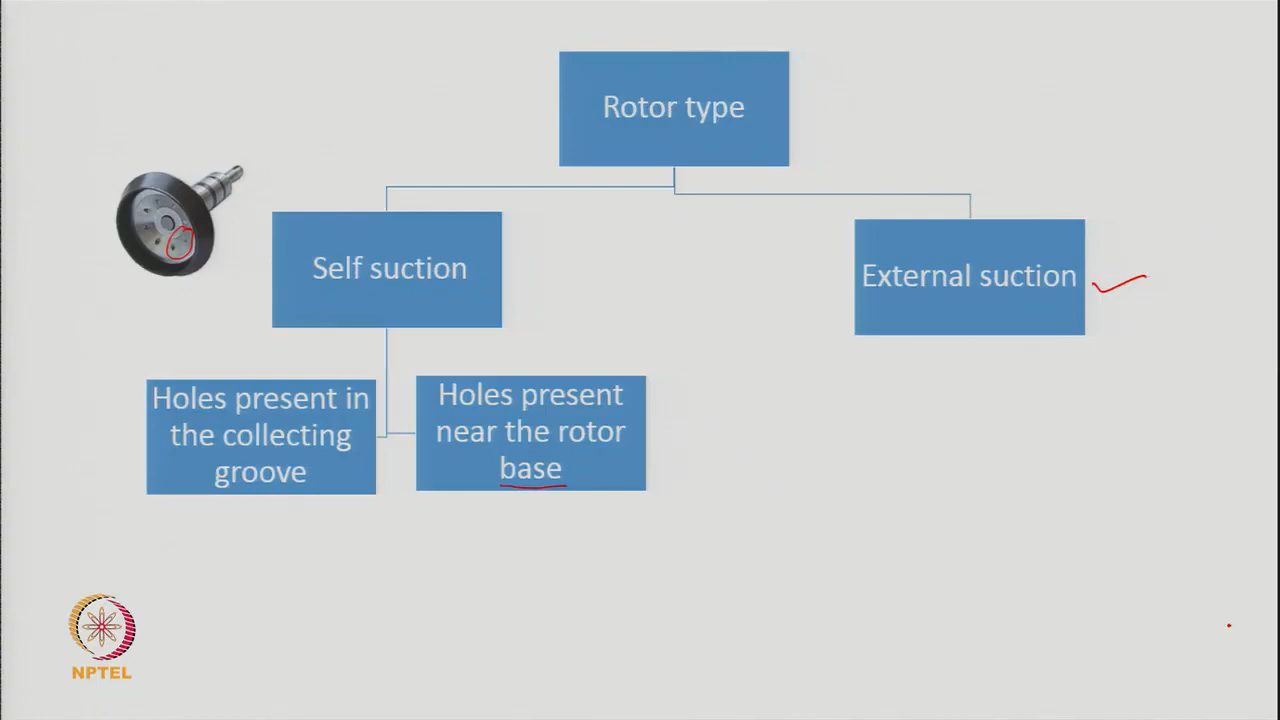 Rotor type
Self suction
External suction
Holes present in
the collecting
groove
Holes present
near the rotor
base
NPTEL